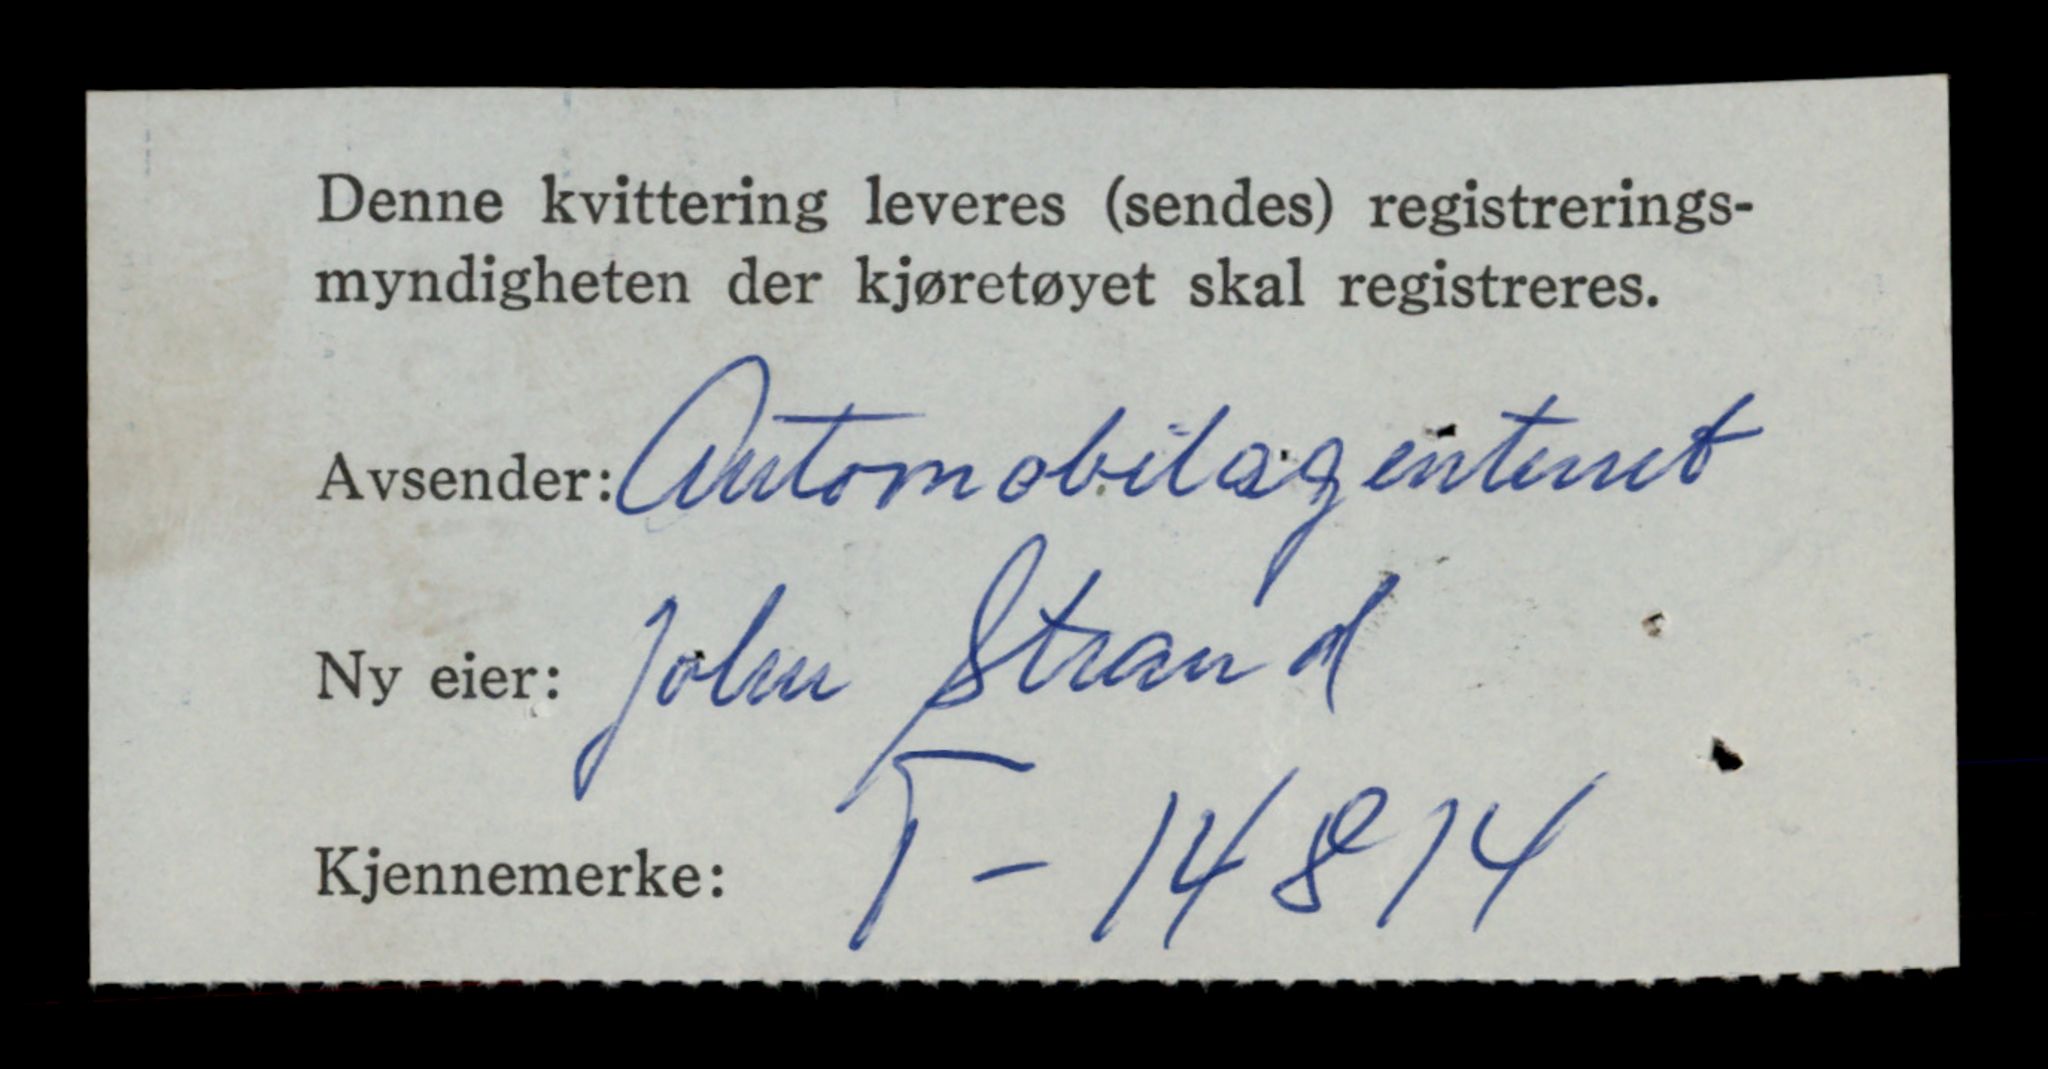 Denne kvittering leveres (sendes) registrerings-
myndigheten der kjøretøyet skal registreres.
Avsender: Automobilagenturet
Ny eier: John Strand
Kjennemerke: T-14814